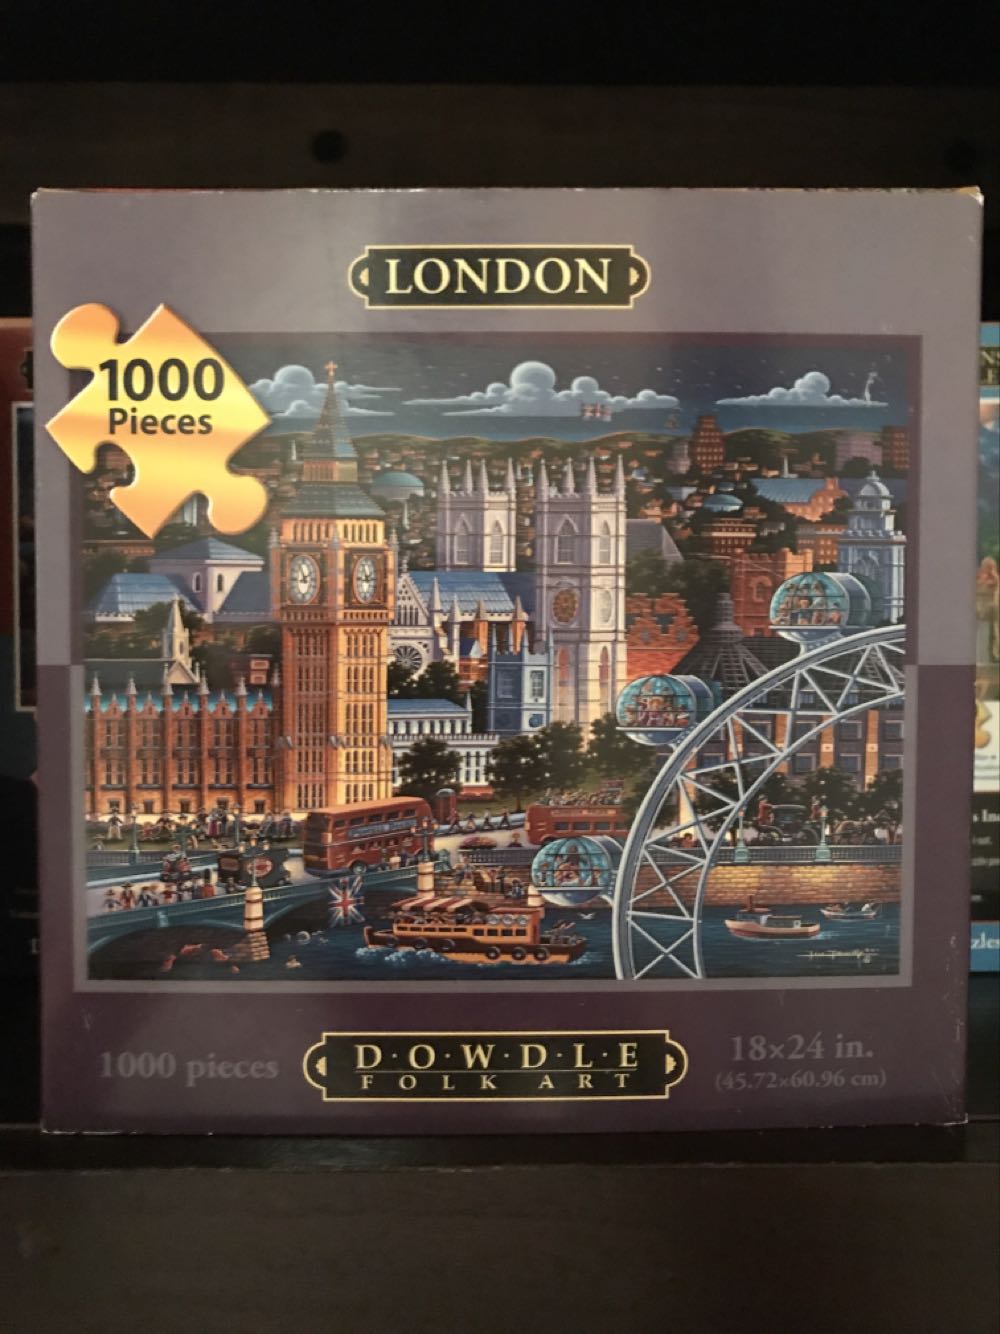 LONDON
1000
Pieces
1000 pieces
D·O·W·D·L·E
FOLK ART
18×24 in.
(45.72×60.96 cm)